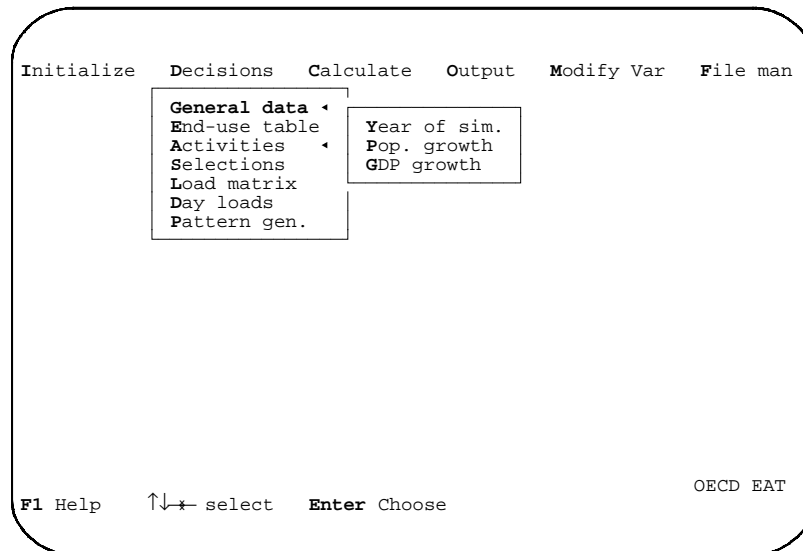 Initialize Decisions Calculate Output Modify Var File man
General data ◂
End-use table
Activities ◂
Selections
Load matrix
Day loads
Pattern gen.
Year of sim.
Pop. growth
GDP growth
OECD EAT
F1 Help ↑↓ select Enter Choose